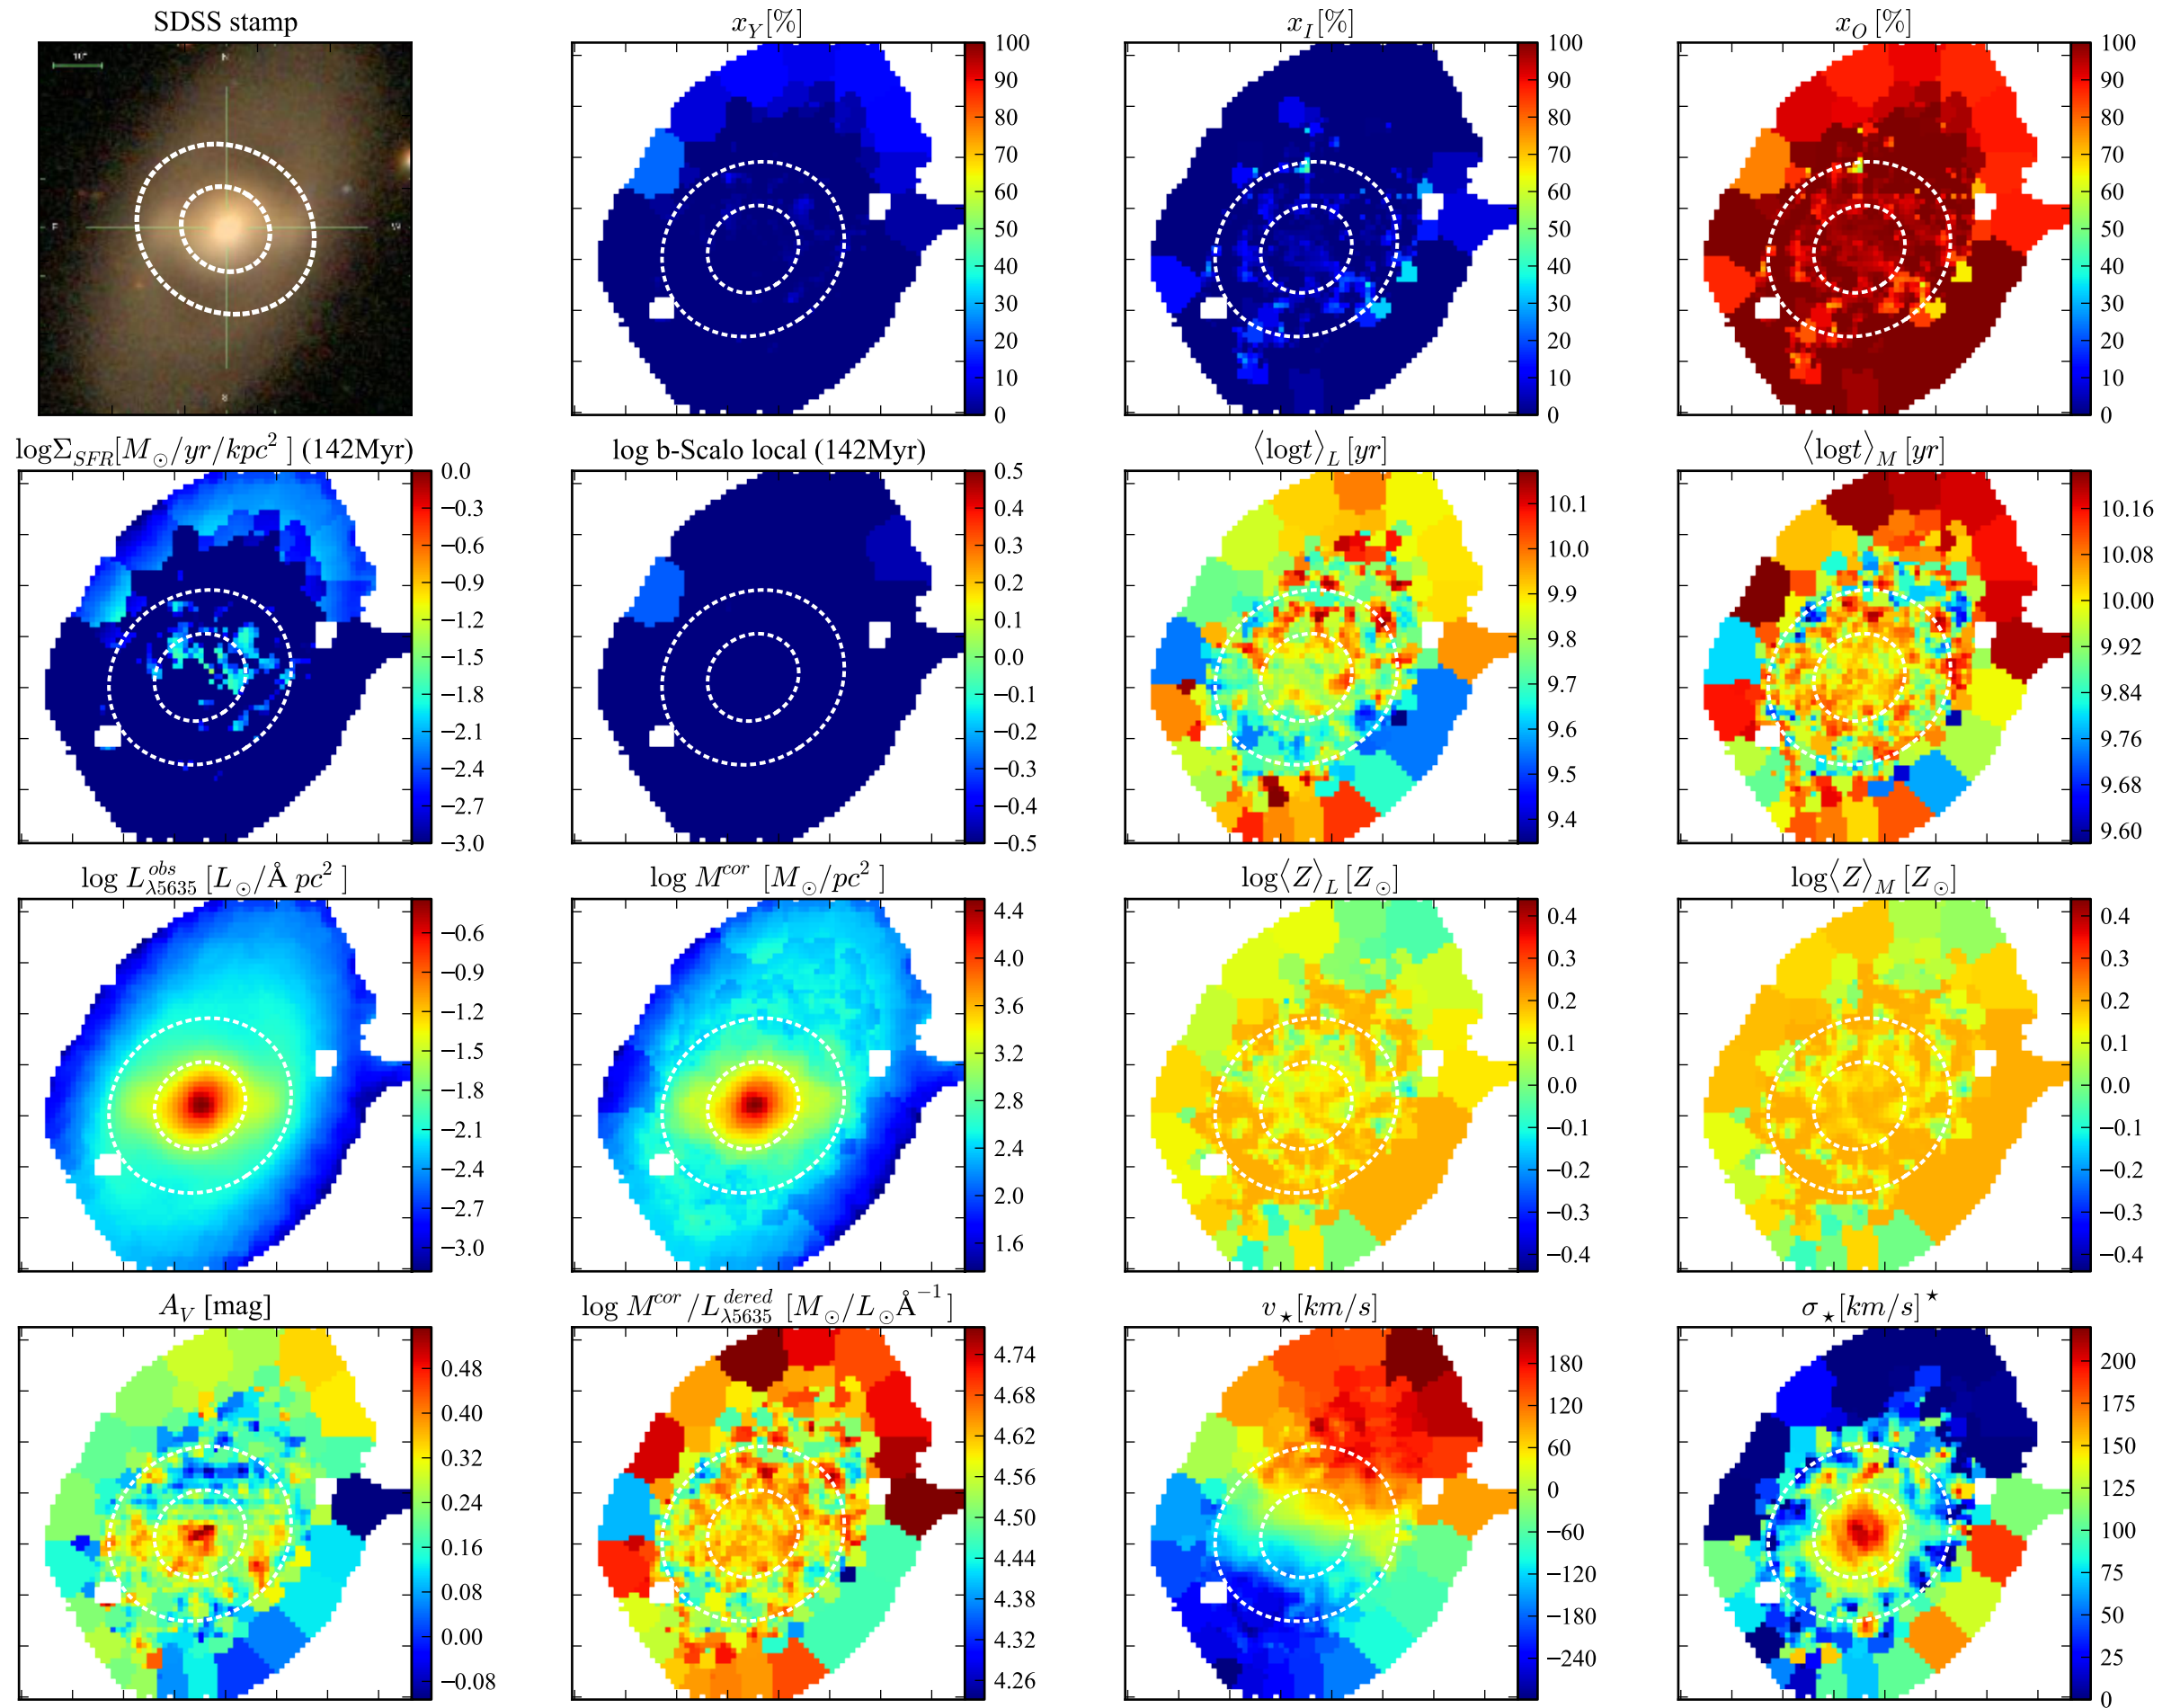 SDSS stamp
x_Y[%]
x_I[%]
x_O[%]
10"
N
E
W
S
100 90 80 70 60 50 40 30 20 10 0
100 90 80 70 60 50 40 30 20 10 0
100 90 80 70 60 50 40 30 20 10 0
logΣ_SFR[M_⊙/yr/kpc²] (142Myr)
log b-Scalo local (142Myr)
⟨logt⟩_L [yr]
⟨logt⟩_M [yr]
0.0 −0.3 −0.6 −0.9 −1.2 −1.5 −1.8 −2.1 −2.4 −2.7 −3.0
0.5 0.4 0.3 0.2 0.1 0.0 −0.1 −0.2 −0.3 −0.4 −0.5
10.1 10.0 9.9 9.8 9.7 9.6 9.5 9.4
10.16 10.08 10.00 9.92 9.84 9.76 9.68 9.60
log L^obs_λ5635 [L_⊙/Å pc²]
log M^cor [M_⊙/pc²]
log⟨Z⟩_L [Z_⊙]
log⟨Z⟩_M [Z_⊙]
−0.6 −0.9 −1.2 −1.5 −1.8 −2.1 −2.4 −2.7 −3.0
4.4 4.0 3.6 3.2 2.8 2.4 2.0 1.6
0.4 0.3 0.2 0.1 0.0 −0.1 −0.2 −0.3 −0.4
0.4 0.3 0.2 0.1 0.0 −0.1 −0.2 −0.3 −0.4
A_V [mag]
log M^cor/L^dered_λ5635 [M_⊙/L_⊙Å^−1]
v_⋆[km/s]
σ_⋆[km/s]^⋆
0.48 0.40 0.32 0.24 0.16 0.08 0.00 −0.08
4.74 4.68 4.62 4.56 4.50 4.44 4.38 4.32 4.26
180 120 60 0 −60 −120 −180 −240
200 175 150 125 100 75 50 25 0